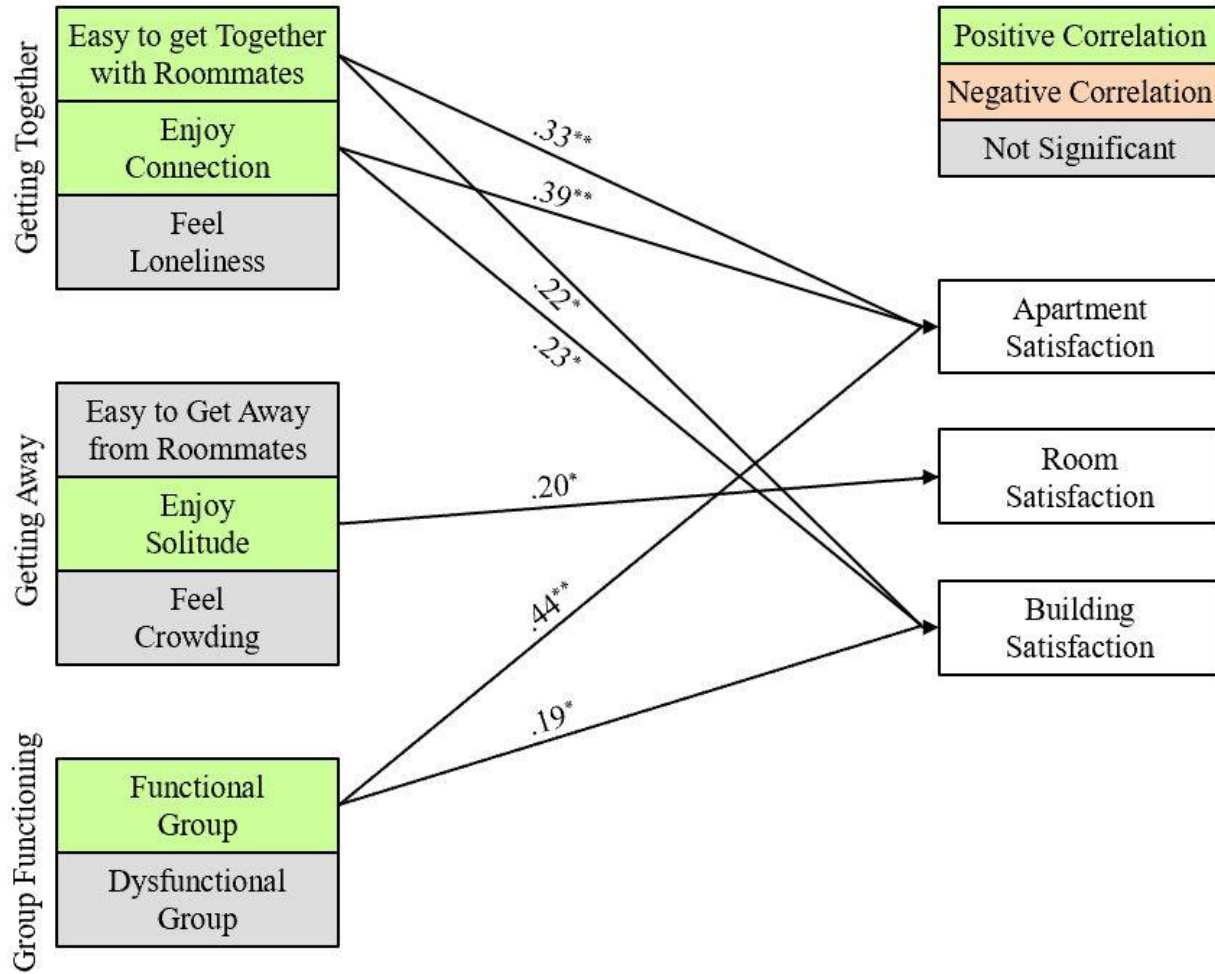 Getting Together
Easy to get Together
with Roommates
Enjoy
Connection
Feel
Loneliness
Getting Away
Easy to Get Away
from Roommates
Enjoy
Solitude
Feel
Crowding
Group Functioning
Functional
Group
Dysfunctional
Group
.33**
.39**
.22*
.23*
.20*
.44**
.19*
Positive Correlation
Negative Correlation
Not Significant
Apartment
Satisfaction
Room
Satisfaction
Building
Satisfaction